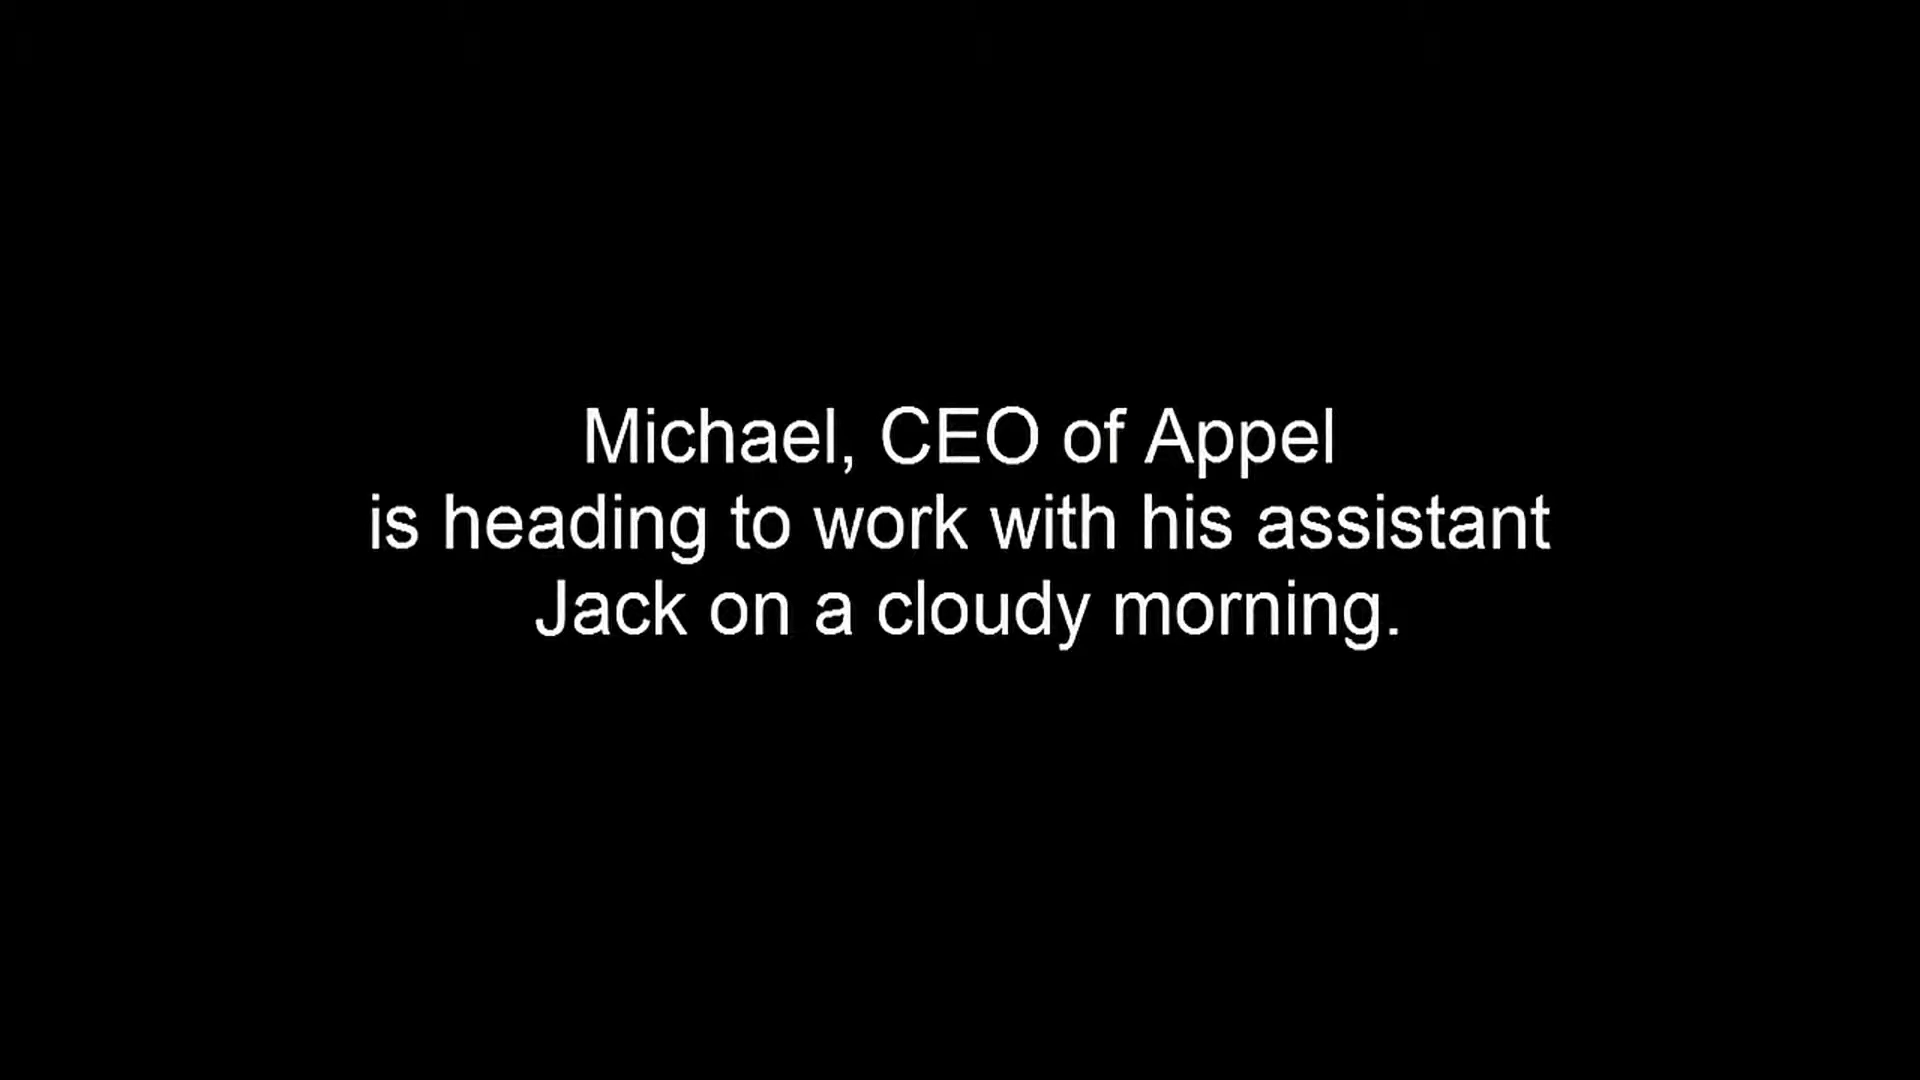 Michael, CEO of Appel
is heading to work with his assistant
Jack on a cloudy morning.